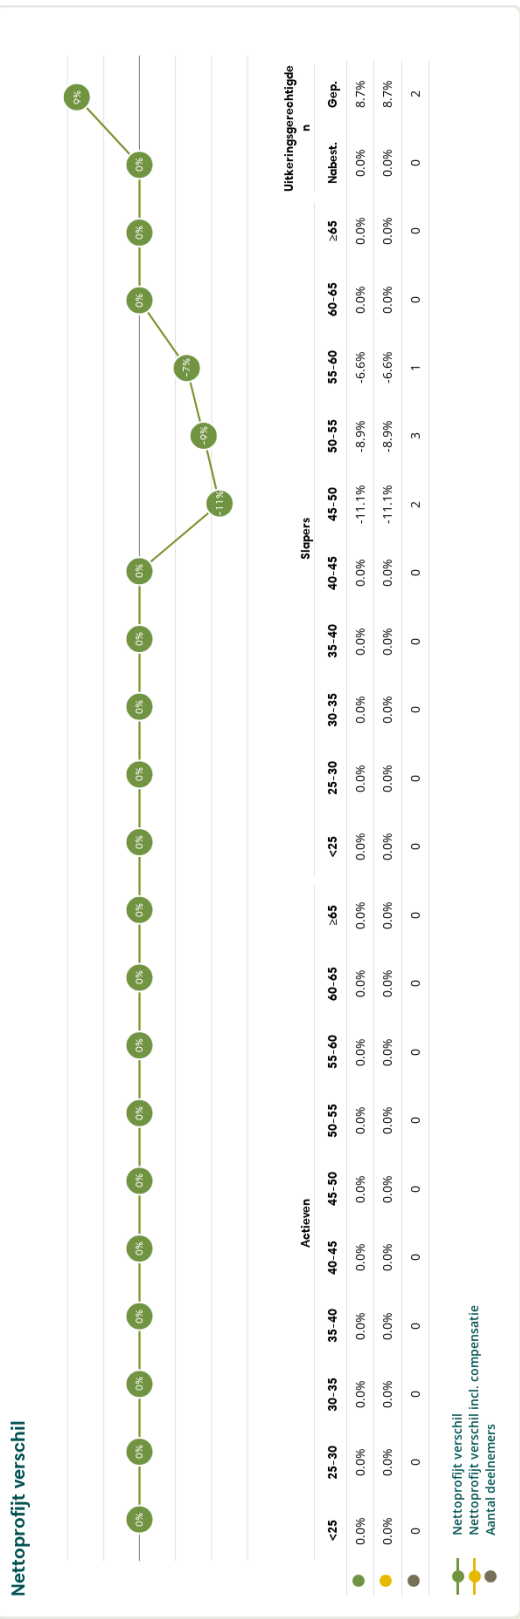 Nettoprofijt verschil
0% 0% 0% 0% 0% 0% 0% 0% 0% 0% 0% 0% 0% 0% 0% -11% -9% -7% 0% 0% 0% 9%
Actieven Slapers Uitkeringsgerechtigde
n
<25 25-30 30-35 35-40 40-45 45-50 50-55 55-60 60-65 ≥65 <25 25-30 30-35 35-40 40-45 45-50 50-55 55-60 60-65 ≥65 Nabest. Gep.
0.0% 0.0% 0.0% 0.0% 0.0% 0.0% 0.0% 0.0% 0.0% 0.0% 0.0% 0.0% 0.0% 0.0% 0.0% -11.1% -8.9% -6.6% 0.0% 0.0% 0.0% 8.7%
0.0% 0.0% 0.0% 0.0% 0.0% 0.0% 0.0% 0.0% 0.0% 0.0% 0.0% 0.0% 0.0% 0.0% 0.0% -11.1% -8.9% -6.6% 0.0% 0.0% 0.0% 8.7%
0 0 0 0 0 0 0 0 0 0 0 0 0 0 0 2 3 1 0 0 0 2
Nettoprofijt verschil
Nettoprofijt verschil incl. compensatie
Aantal deelnemers